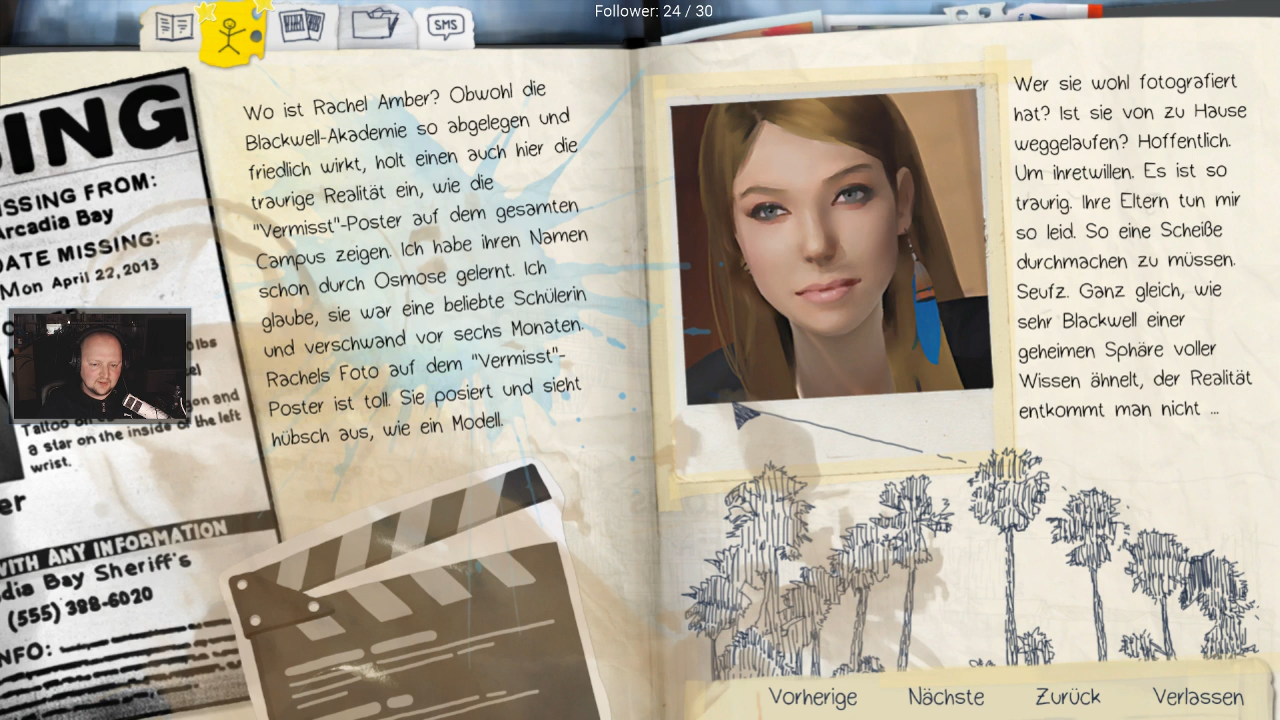 Follower: 24 / 30
SMS
SING
SSING FROM:
Arcadia Bay
DATE MISSING:
Mon April 22, 2013
lbs
Tattoo on
on and
a star on the inside of the left
wrist.
er
WITH ANY INFORMATION
dia Bay Sheriff's
(555) 388-6020
NFO:
Wo ist Rachel Amber? Obwohl die
Blackwell-Akademie so abgelegen und
friedlich wirkt, holt einen auch hier die
traurige Realität ein, wie die
"Vermisst"-Poster auf dem gesamten
Campus zeigen. Ich habe ihren Namen
schon durch Osmose gelernt. Ich
glaube, sie war eine beliebte Schülerin
und verschwand vor sechs Monaten.
Rachels Foto auf dem "Vermisst"-
Poster ist toll. Sie posiert und sieht
hübsch aus, wie ein Modell.
Wer sie wohl fotografiert
hat? Ist sie von zu Hause
weggelaufen? Hoffentlich.
Um ihretwillen. Es ist so
traurig. Ihre Eltern tun mir
so leid. So eine Scheiße
durchmachen zu müssen.
Seufz. Ganz gleich, wie
sehr Blackwell einer
geheimen Sphäre voller
Wissen ähnelt, der Realität
entkommt man nicht ...
Vorherige
Nächste
Zurück
Verlassen